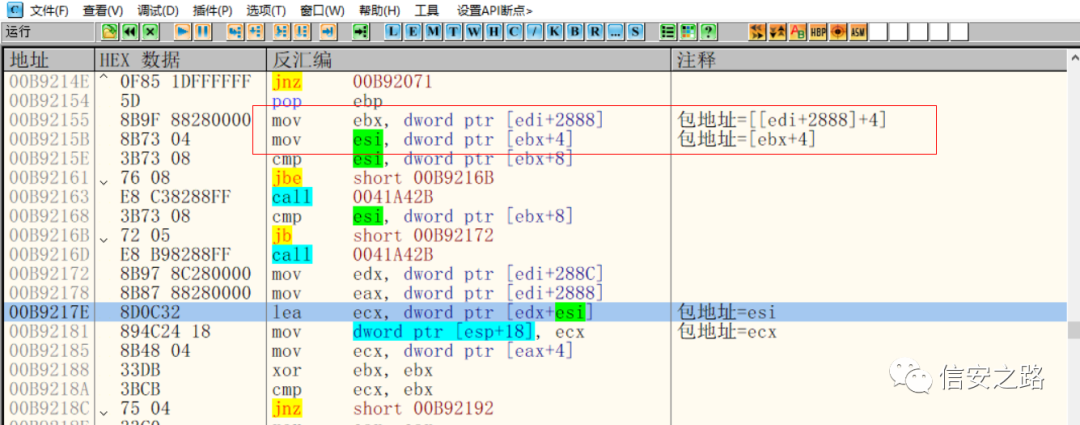 C 文件(F) 查看(V) 调试(D) 插件(P) 选项(T) 窗口(W) 帮助(H) 工具 设置API断点>
运行 L E M T W H C / K B R ... S ? HBP ASM
地址 HEX 数据 反汇编 注释
00B9214E ^ 0F85 1DFFFFFF jnz 00B92071
00B92154 5D pop ebp
00B92155 8B9F 88280000 mov ebx, dword ptr [edi+2888] 包地址=[[edi+2888]+4]
00B9215B 8B73 04 mov esi, dword ptr [ebx+4] 包地址=[ebx+4]
00B9215E 3B73 08 cmp esi, dword ptr [ebx+8]
00B92161 76 08 jbe short 00B9216B
00B92163 E8 C38288FF call 0041A42B
00B92168 3B73 08 cmp esi, dword ptr [ebx+8]
00B9216B 72 05 jb short 00B92172
00B9216D E8 B98288FF call 0041A42B
00B92172 8B97 8C280000 mov edx, dword ptr [edi+288C]
00B92178 8B87 88280000 mov eax, dword ptr [edi+2888]
00B9217E 8D0C32 lea ecx, dword ptr [edx+esi] 包地址=esi
00B92181 894C24 18 mov dword ptr [esp+18], ecx 包地址=ecx
00B92185 8B48 04 mov ecx, dword ptr [eax+4]
00B92188 33DB xor ebx, ebx
00B9218A 3BCB cmp ecx, ebx
00B9218C 75 04 jnz short 00B92192
信安之路